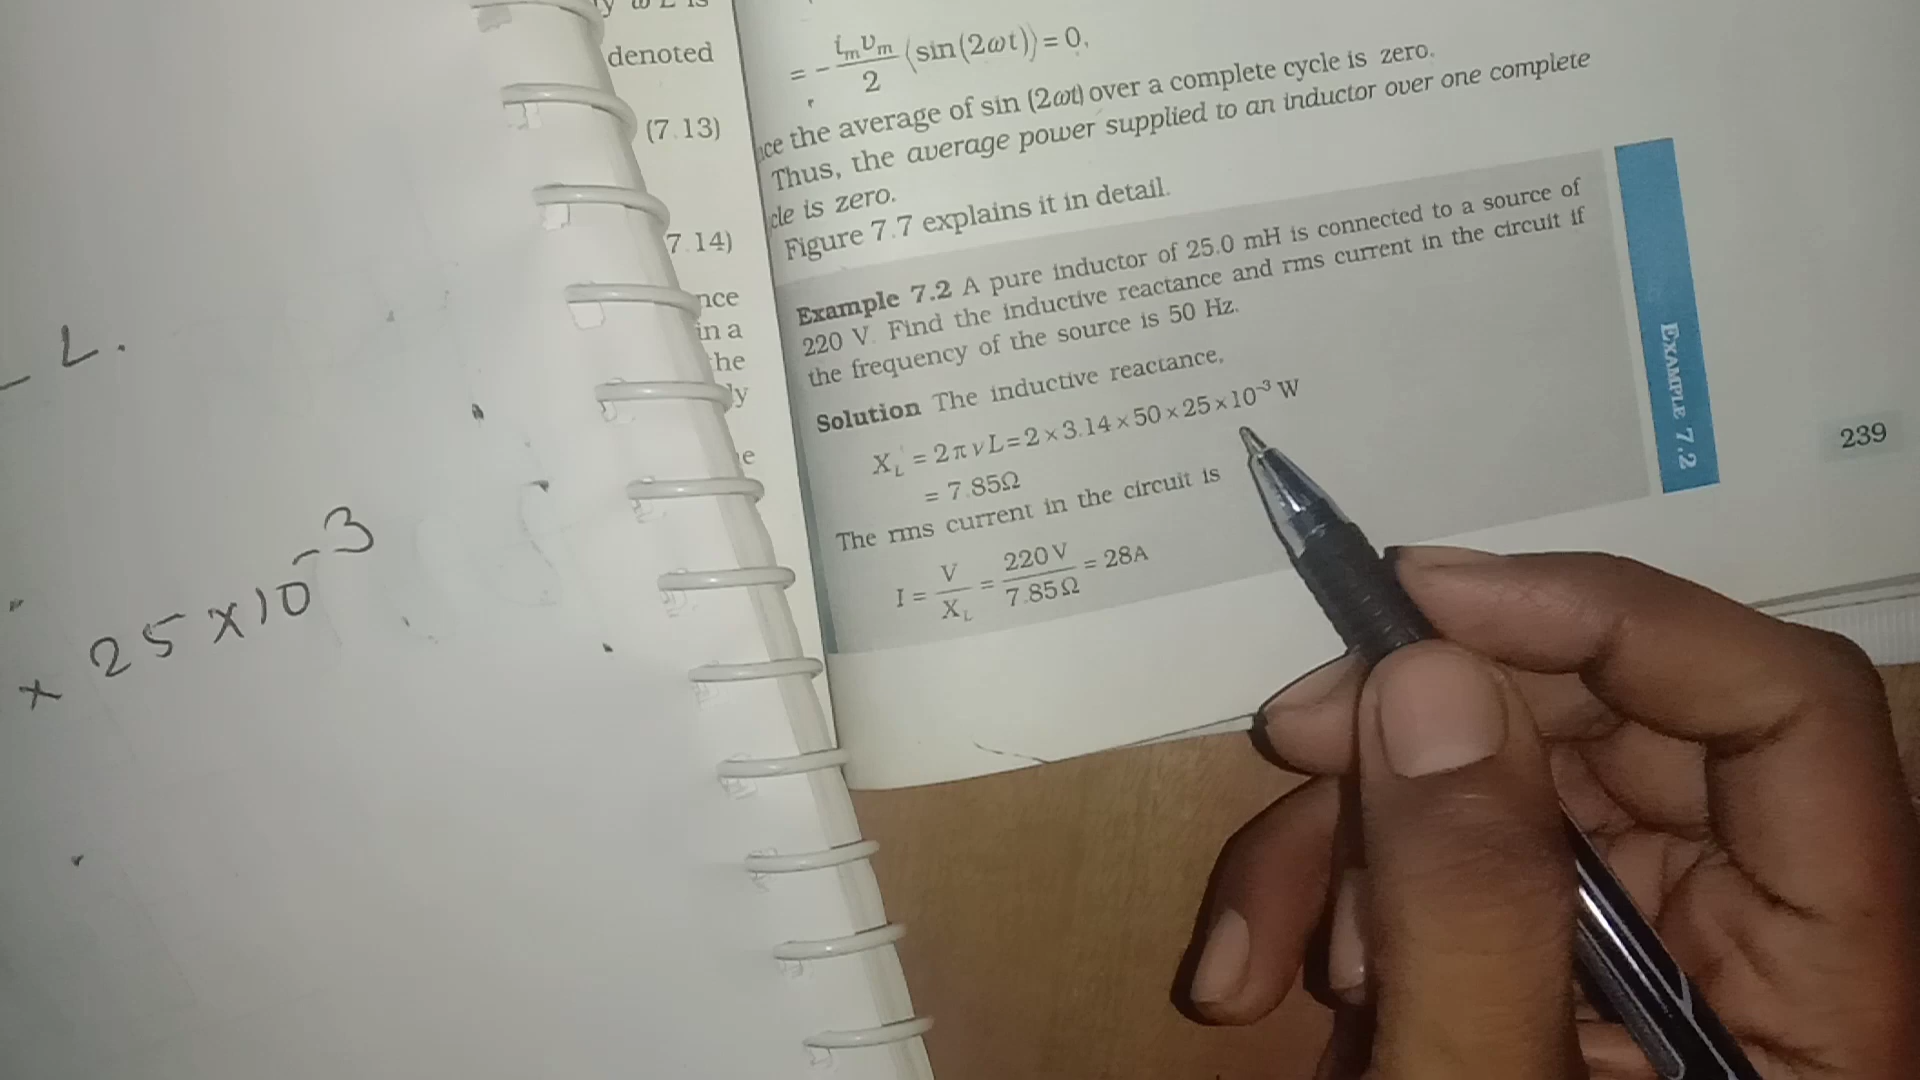 L.
× 25×10⁻³
denoted
(7.13)
7.14)
nce
in a
the
ly
e
= - iₘυₘ/2 ⟨sin(2ωt)⟩ = 0,
nce the average of sin (2ωt) over a complete cycle is zero.
Thus, the average power supplied to an inductor over one complete
cle is zero.
Figure 7.7 explains it in detail.
Example 7.2 A pure inductor of 25.0 mH is connected to a source of
220 V. Find the inductive reactance and rms current in the circuit if
the frequency of the source is 50 Hz.
Solution The inductive reactance,
X_L = 2πνL = 2×3.14×50×25×10⁻³ W
= 7.85Ω
The rms current in the circuit is
I = V/X_L = 220 V/7.85Ω = 28A
EXAMPLE 7.2
239